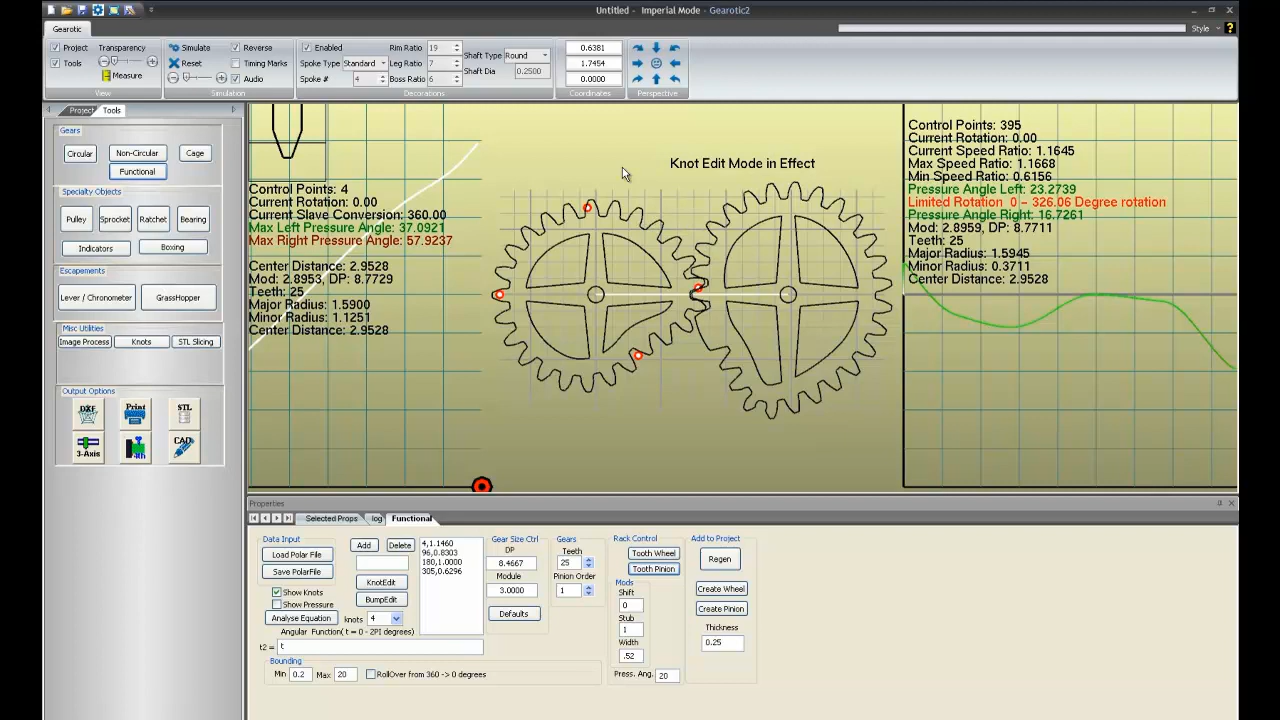 Untitled - Imperial Mode - Gearotic2
Gearotic
Style
Project
Tools
Transparency
Measure
View
Simulate
Reset
Reverse
Timing Marks
Audio
Simulation
Enabled
Spoke Type Standard
Spoke # 4
Rim Ratio 19
Leg Ratio 7
Boss Ratio 6
Shaft Type Round
Shaft Dia 0.2500
Decorations
0.6381
1.7454
0.0000
Coordinates
Perspective
Project Tools
Gears
Circular Non-Circular Cage
Functional
Specialty Objects
Pulley Sprocket Ratchet Bearing
Indicators Boxing
Escapements
Lever / Chronometer GrassHopper
Misc Utilities
Image Process Knots STL Slicing
Output Options
DXF Print STL
3-Axis 4th CAD
Control Points: 4
Current Rotation: 0.00
Current Slave Conversion: 360.00
Max Left Pressure Angle: 37.0921
Max Right Pressure Angle: 57.9237
Center Distance: 2.9528
Mod: 2.8953, DP: 8.7729
Teeth: 25
Major Radius: 1.5900
Minor Radius: 1.1251
Center Distance: 2.9528
Knot Edit Mode in Effect
Control Points: 395
Current Rotation: 0.00
Current Speed Ratio: 1.1645
Max Speed Ratio: 1.1668
Min Speed Ratio: 0.6156
Pressure Angle Left: 23.2739
Limited Rotation 0 - 326.06 Degree rotation
Pressure Angle Right: 16.7261
Mod: 2.8959, DP: 8.7711
Teeth: 25
Major Radius: 1.5945
Minor Radius: 0.3711
Center Distance: 2.9528
Properties
Selected Props log Functional
Data Input
Load Polar File
Save PolarFile
Show Knots
Show Pressure
Analyse Equation
Add Delete
KnotEdit
BumpEdit
knots 4
4,1.1460
96,0.8303
180,1.0000
305,0.6296
Angular Function( t = 0 - 2PI degrees)
t2 = t
Bounding
Min 0.2 Max 20 RollOver from 360 -> 0 degrees
Gear Size Ctrl
DP
8.4667
Module
3.0000
Defaults
Gears
Teeth
25
Pinion Order
1
Rack Control
Tooth Wheel
Tooth Pinion
Mods
Shift
0
Stub
1
Width
.52
Press. Ang. 20
Add to Project
Regen
Create Wheel
Create Pinion
Thickness
0.25